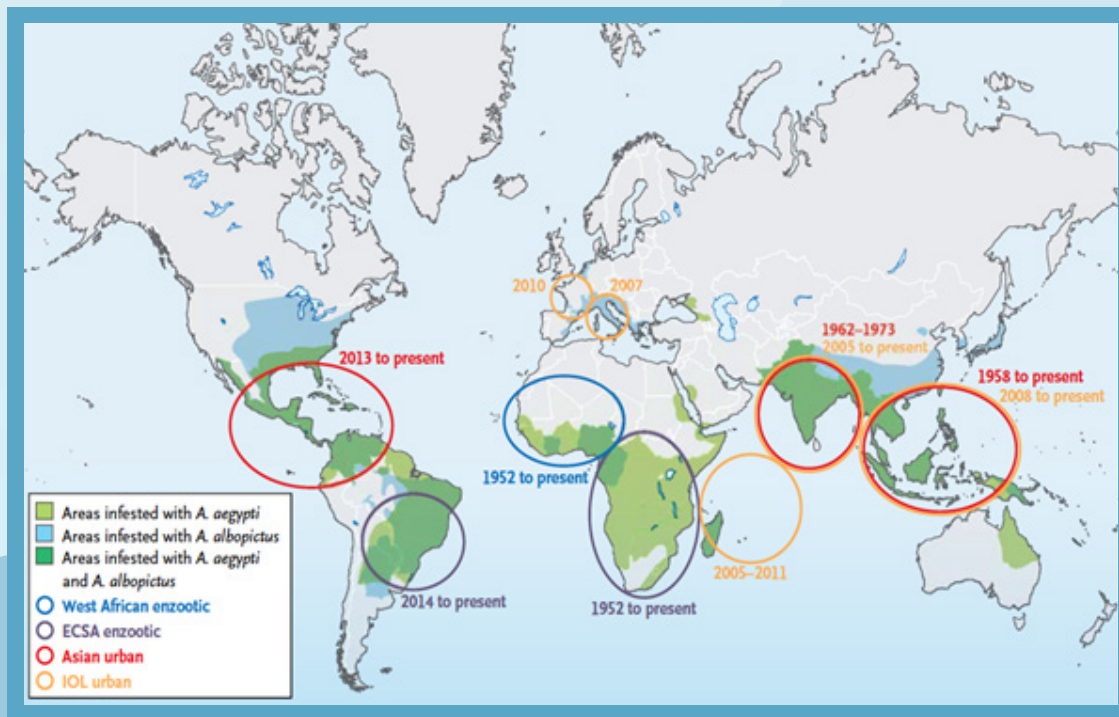 2010
2007
1962–1973
2005 to present
2013 to present
1958 to present
2008 to present
1952 to present
2005–2011
2014 to present
1952 to present
Areas infested with A. aegypti
Areas infested with A. albopictus
Areas infested with A. aegypti
and A. albopictus
West African enzootic
ECSA enzootic
Asian urban
IOL urban